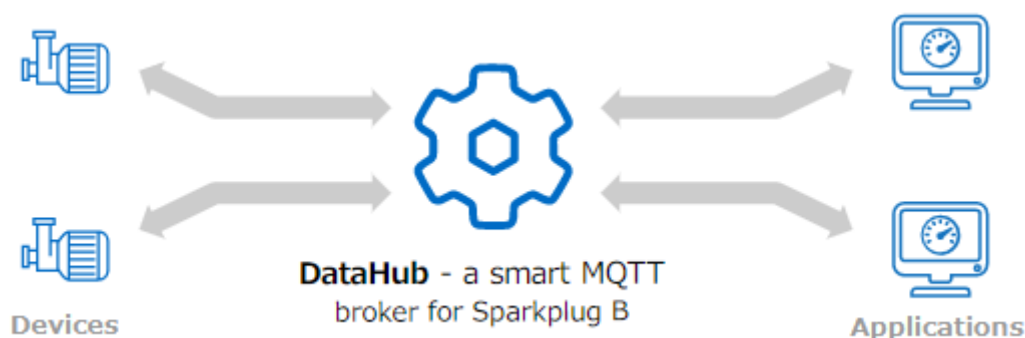 DataHub - a smart MQTT
broker for Sparkplug B
Devices
Applications